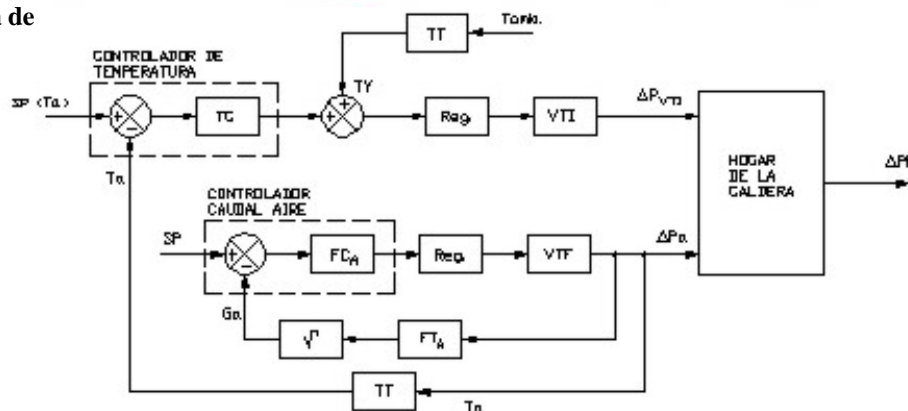 a de
Tamb.
TT
CONTROLADOR DE
TENPERATURA
TY
SP (Ta)
TC
Reg.
VTI
ΔP VTI
HOGAR
DE LA
CALDERA
Ta
CONTROLADOR
CAUDAL AIRE
SP
FC A
Reg.
VTF
ΔPa
Ga
√
FT A
TT
Ta